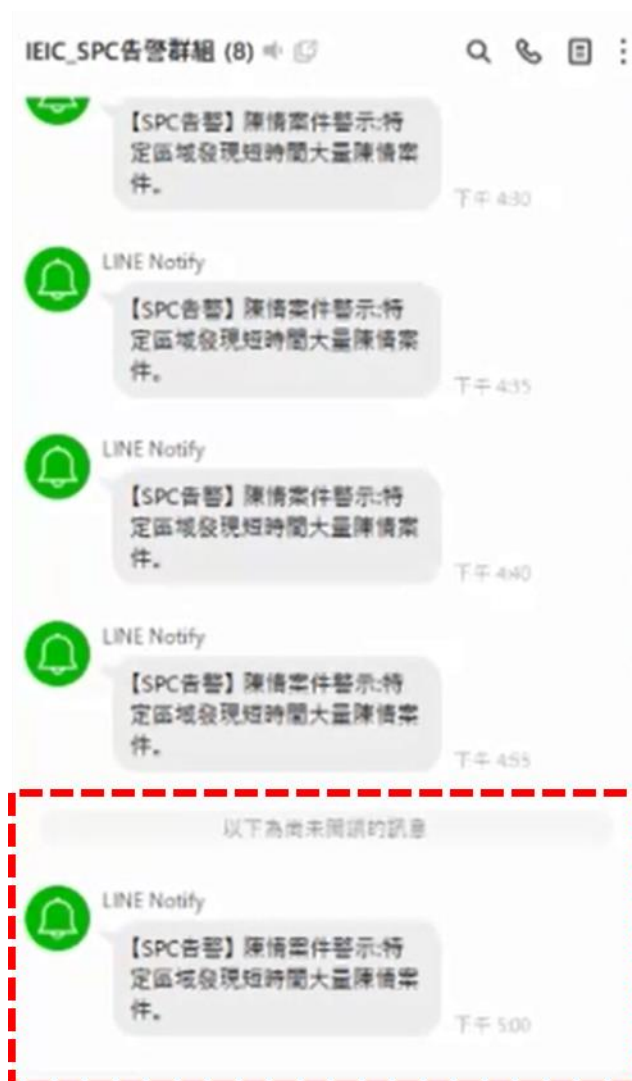 IEIC_SPC告警群組 (8)
【SPC告警】陳情案件警示:特
定區域發現短時間大量陳情案
件。
下午 4:30
LINE Notify
【SPC告警】陳情案件警示:特
定區域發現短時間大量陳情案
件。
下午 4:35
LINE Notify
【SPC告警】陳情案件警示:特
定區域發現短時間大量陳情案
件。
下午 4:40
LINE Notify
【SPC告警】陳情案件警示:特
定區域發現短時間大量陳情案
件。
下午 4:55
以下為尚未閱讀的訊息
LINE Notify
【SPC告警】陳情案件警示:特
定區域發現短時間大量陳情案
件。
下午 5:00